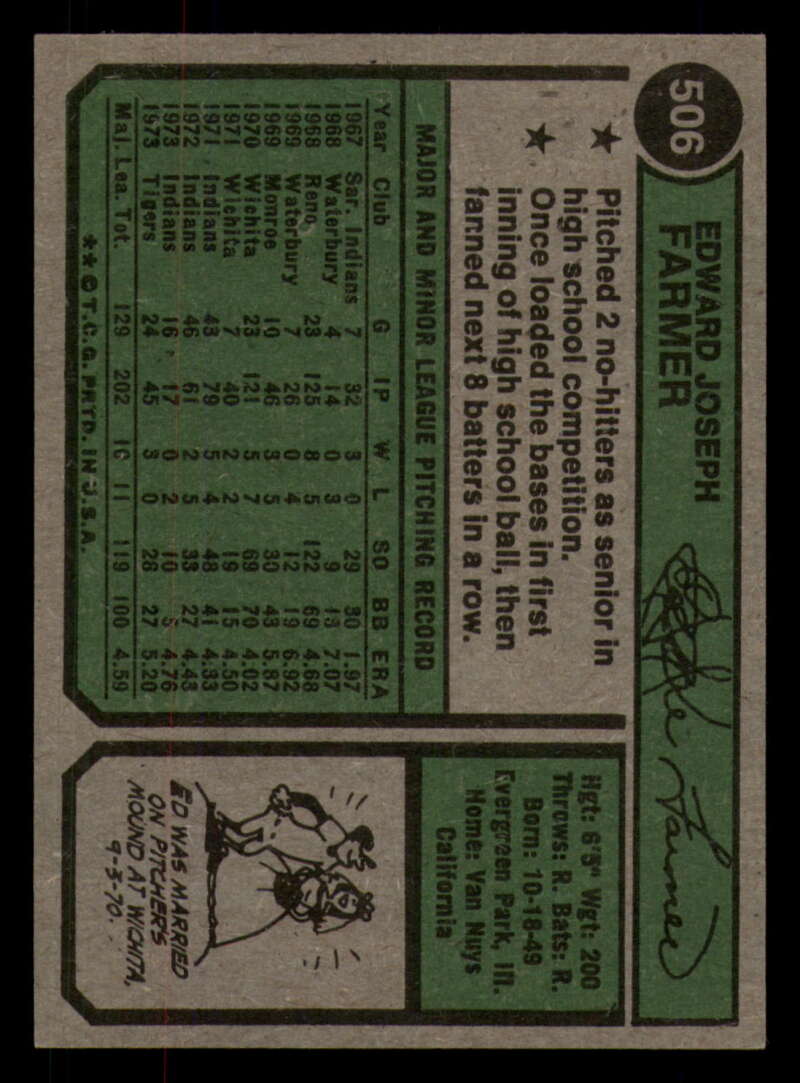 506
EDWARD JOSEPH
FARMER
Eddie Farmer
★ Pitched 2 no-hitters as senior in
high school competition.
★ Once loaded the bases in first
inning of high school ball, then
fanned next 8 batters in a row.
MAJOR AND MINOR LEAGUE PITCHING RECORD
Year Club G IP W L SO BB ERA
1967 Sar. Indians 7 32 3 0 29 30 1.97
1968 Waterbury 4 14 0 3 9 13 7.07
1968 Reno 23 125 8 5 122 69 4.68
1969 Waterbury 7 26 0 4 12 19 6.92
1969 Monroe 10 46 3 5 30 43 5.87
1970 Wichita 23 121 5 7 69 70 4.02
1971 Wichita 7 40 2 2 19 15 4.50
1971 Indians 43 79 5 4 48 41 4.33
1972 Indians 46 61 2 5 33 27 4.43
1973 Indians 16 17 0 2 10 5 4.76
1973 Tigers 24 45 3 0 28 27 5.20
Maj. Lea. Tot. 129 202 10 11 119 100 4.59
**©T.C.G. PRTD. IN U.S.A.
Hgt: 6'5" Wgt: 200
Throws: R. Bats: R.
Born: 10-18-49
Evergreen Park, Ill.
Home: Van Nuys
California
ED WAS MARRIED
ON PITCHER'S
MOUND AT WICHITA,
9-3-70.